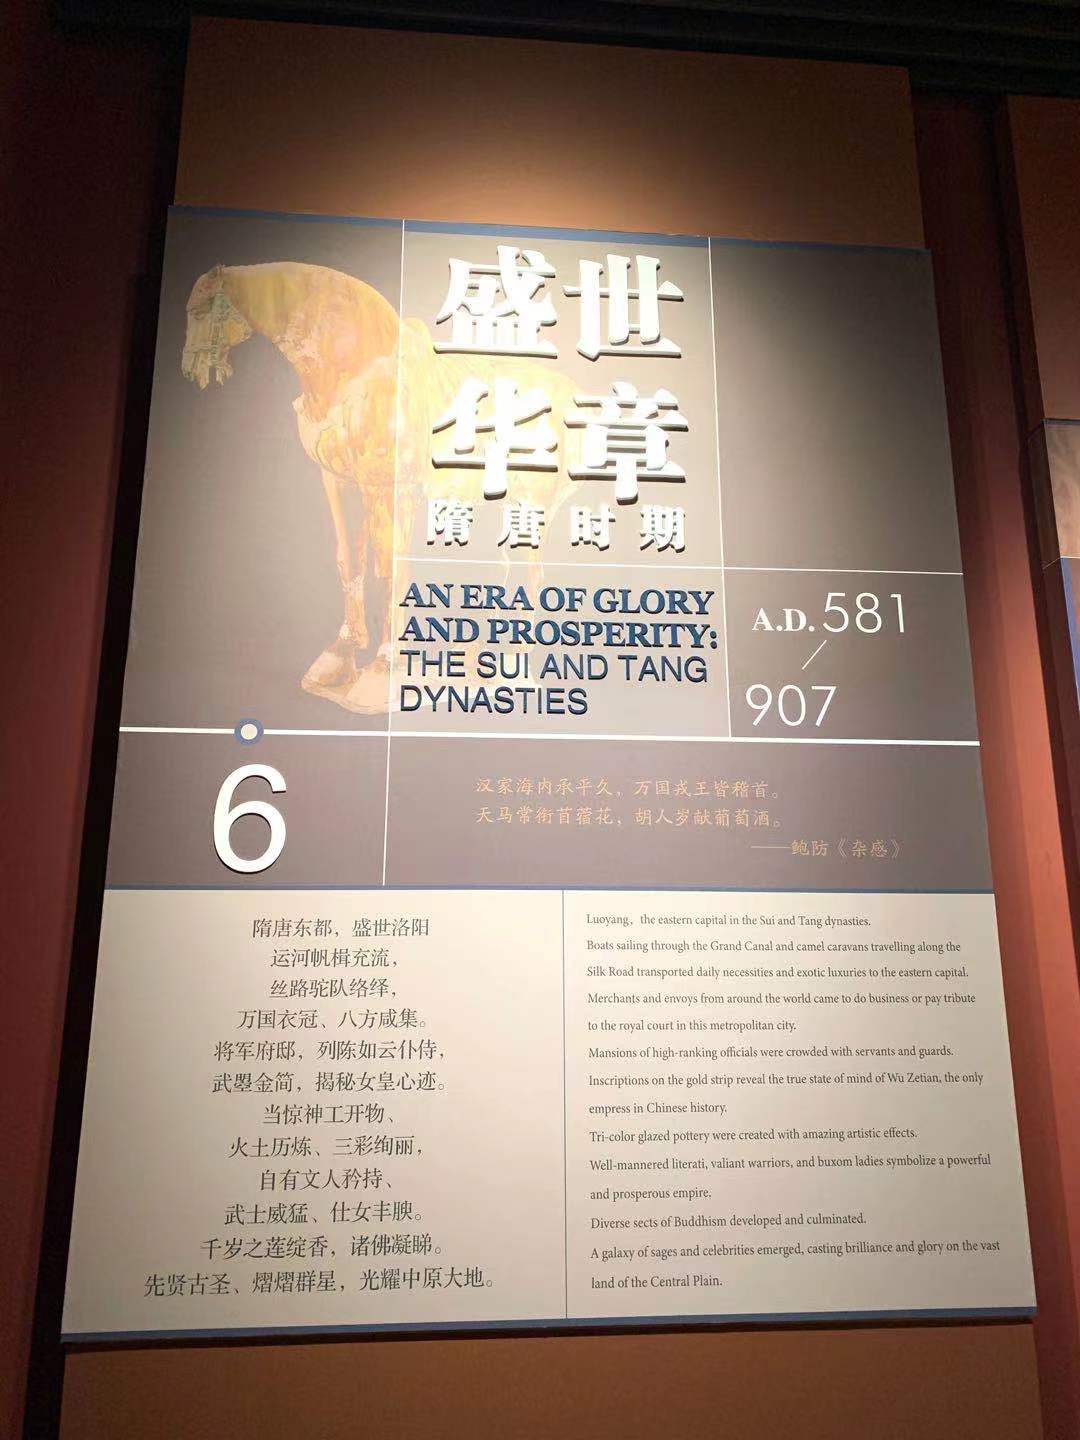 盛世
华章
隋唐时期
AN ERA OF GLORY
AND PROSPERITY:
THE SUI AND TANG
DYNASTIES
A.D. 581
/
907
6
汉家海内承平久，万国戎王皆稽首。
天马常衔苜蓿花，胡人岁献葡萄酒。
——鲍防《杂感》
隋唐东都，盛世洛阳
运河帆楫充流，
丝路驼队络绎，
万国衣冠、八方咸集。
将军府邸，列陈如云仆侍，
武曌金简，揭秘女皇心迹。
当惊神工开物、
火土历炼、三彩绚丽，
自有文人矜持、
武士威猛、仕女丰腴。
千岁之莲绽香，诸佛凝睇。
先贤古圣、熠熠群星，光耀中原大地。
Luoyang, the eastern capital in the Sui and Tang dynasties.
Boats sailing through the Grand Canal and camel caravans travelling along the
Silk Road transported daily necessities and exotic luxuries to the eastern capital.
Merchants and envoys from around the world came to do business or pay tribute
to the royal court in this metropolitan city.
Mansions of high-ranking officials were crowded with servants and guards.
Inscriptions on the gold strip reveal the true state of mind of Wu Zetian, the only
empress in Chinese history.
Tri-color glazed pottery were created with amazing artistic effects.
Well-mannered literati, valiant warriors, and buxom ladies symbolize a powerful
and prosperous empire.
Diverse sects of Buddhism developed and culminated.
A galaxy of sages and celebrities emerged, casting brilliance and glory on the vast
land of the Central Plain.